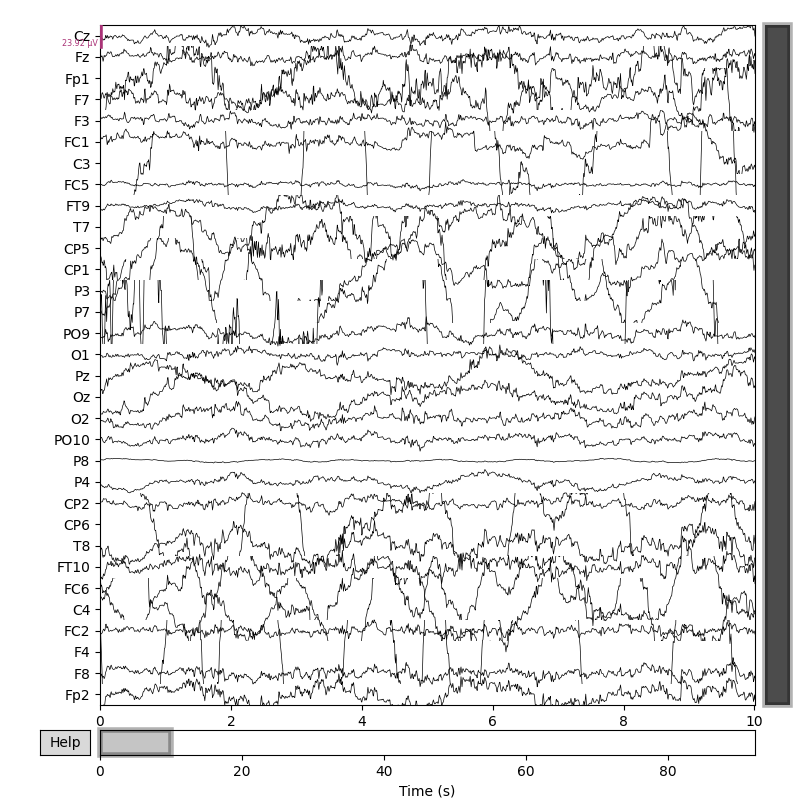 Cz
23.92 µV
Fz
Fp1
F7
F3
FC1
C3
FC5
FT9
T7
CP5
CP1
P3
P7
PO9
O1
Pz
Oz
O2
PO10
P8
P4
CP2
CP6
T8
FT10
FC6
C4
FC2
F4
F8
Fp2
0 2 4 6 8 10
Help
0 20 40 60 80
Time (s)